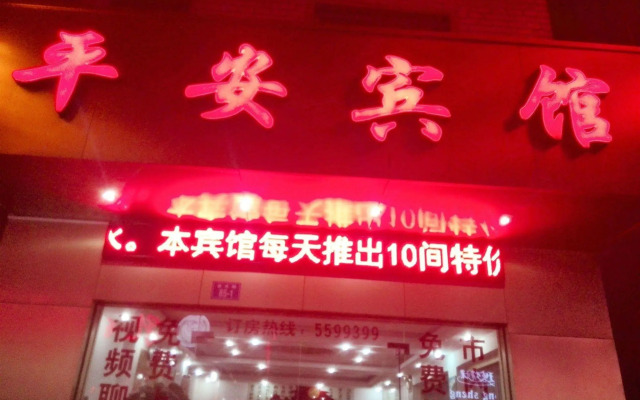 平安宾馆
。本宾馆每天推出10间特价
订房热线：5599399
免费
视频聊
免费
市